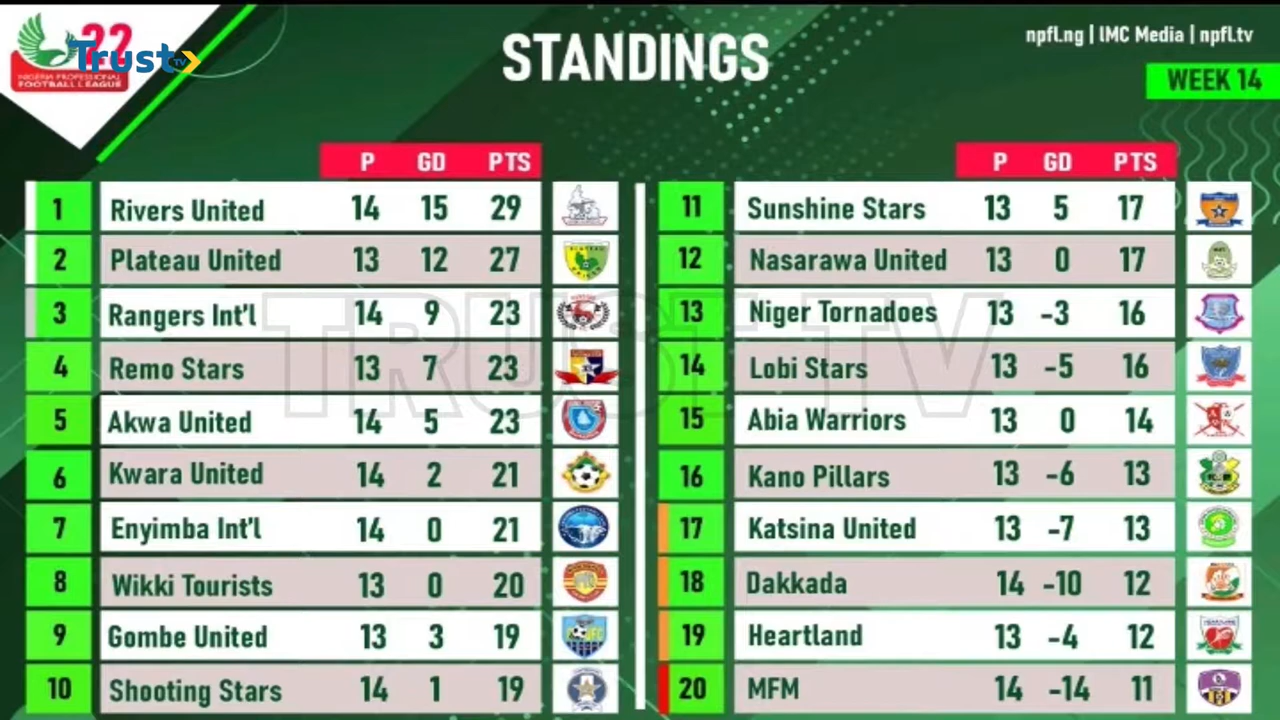 22
Trust TV
NIGERIA PROFESSIONAL
FOOTBALL LEAGUE
STANDINGS
npfl.ng | IMC Media | npfl.tv
WEEK 14
P GD PTS
1 Rivers United 14 15 29
2 Plateau United 13 12 27
3 Rangers Int'l 14 9 23
4 Remo Stars 13 7 23
5 Akwa United 14 5 23
6 Kwara United 14 2 21
7 Enyimba Int'l 14 0 21
8 Wikki Tourists 13 0 20
9 Gombe United 13 3 19
10 Shooting Stars 14 1 19
P GD PTS
11 Sunshine Stars 13 5 17
12 Nasarawa United 13 0 17
13 Niger Tornadoes 13 -3 16
14 Lobi Stars 13 -5 16
15 Abia Warriors 13 0 14
16 Kano Pillars 13 -6 13
17 Katsina United 13 -7 13
18 Dakkada 14 -10 12
19 Heartland 13 -4 12
20 MFM 14 -14 11
TRUST TV